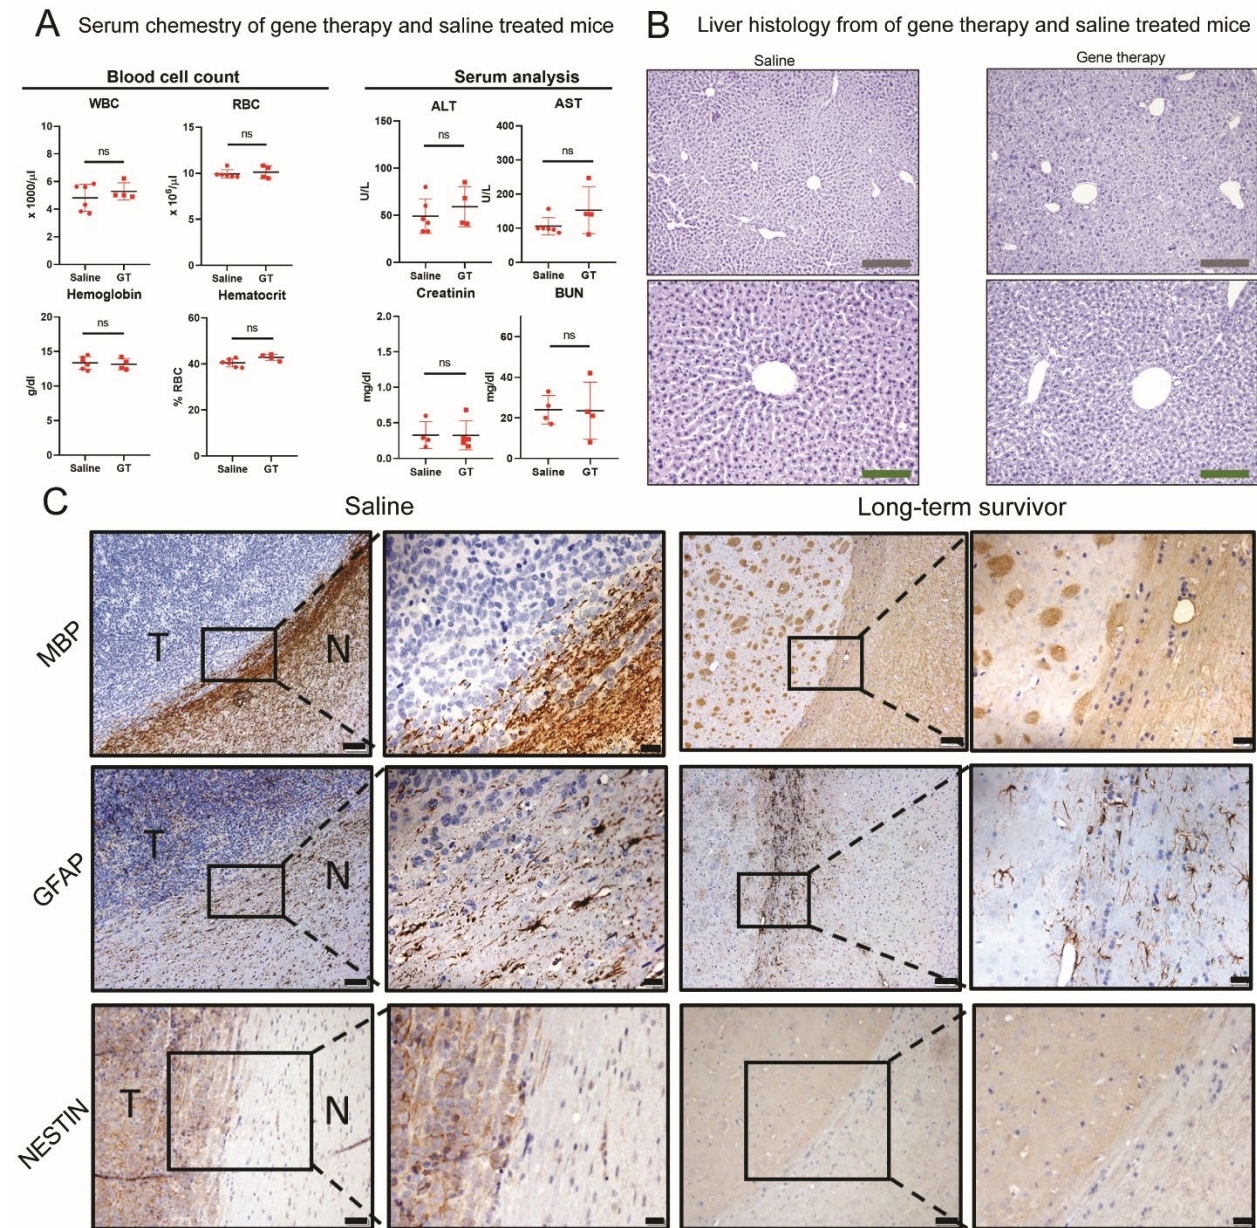 A Serum chemestry of gene therapy and saline treated mice
Blood cell count
Serum analysis
WBC
RBC
ALT
AST
x 1000/µl
10
8
6
4
2
0
ns
Saline GT
x 10⁶/µl
15
10
5
0
ns
Saline GT
U/L
150
100
50
0
ns
Saline GT
U/L
400
300
200
100
0
ns
Saline GT
Hemoglobin
Hematocrit
Creatinin
BUN
g/dl
20
15
10
5
0
ns
Saline GT
% RBC
60
40
20
0
ns
Saline GT
mg/dl
1.0
0.5
0.0
ns
Saline GT
mg/dl
60
40
20
0
ns
Saline GT
B Liver histology from of gene therapy and saline treated mice
Saline
Gene therapy
C
Saline
Long-term survivor
MBP
T
N
GFAP
T
N
NESTIN
T
N